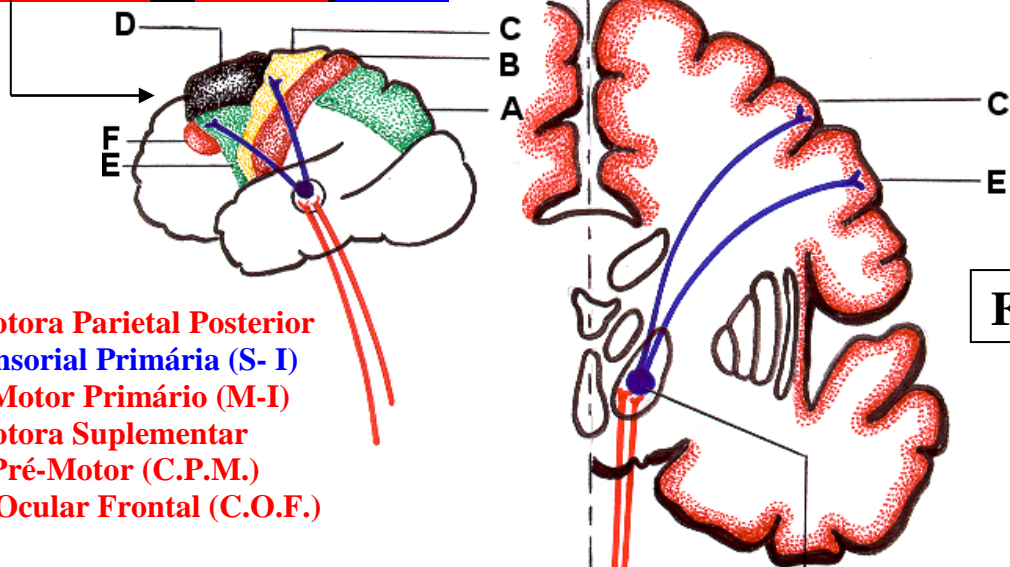 D
C
B
A
F
E
C
E
otora Parietal Posterior
nsorial Primária (S- I)
Motor Primário (M-I)
otora Suplementar
Pré-Motor (C.P.M.)
Ocular Frontal (C.O.F.)